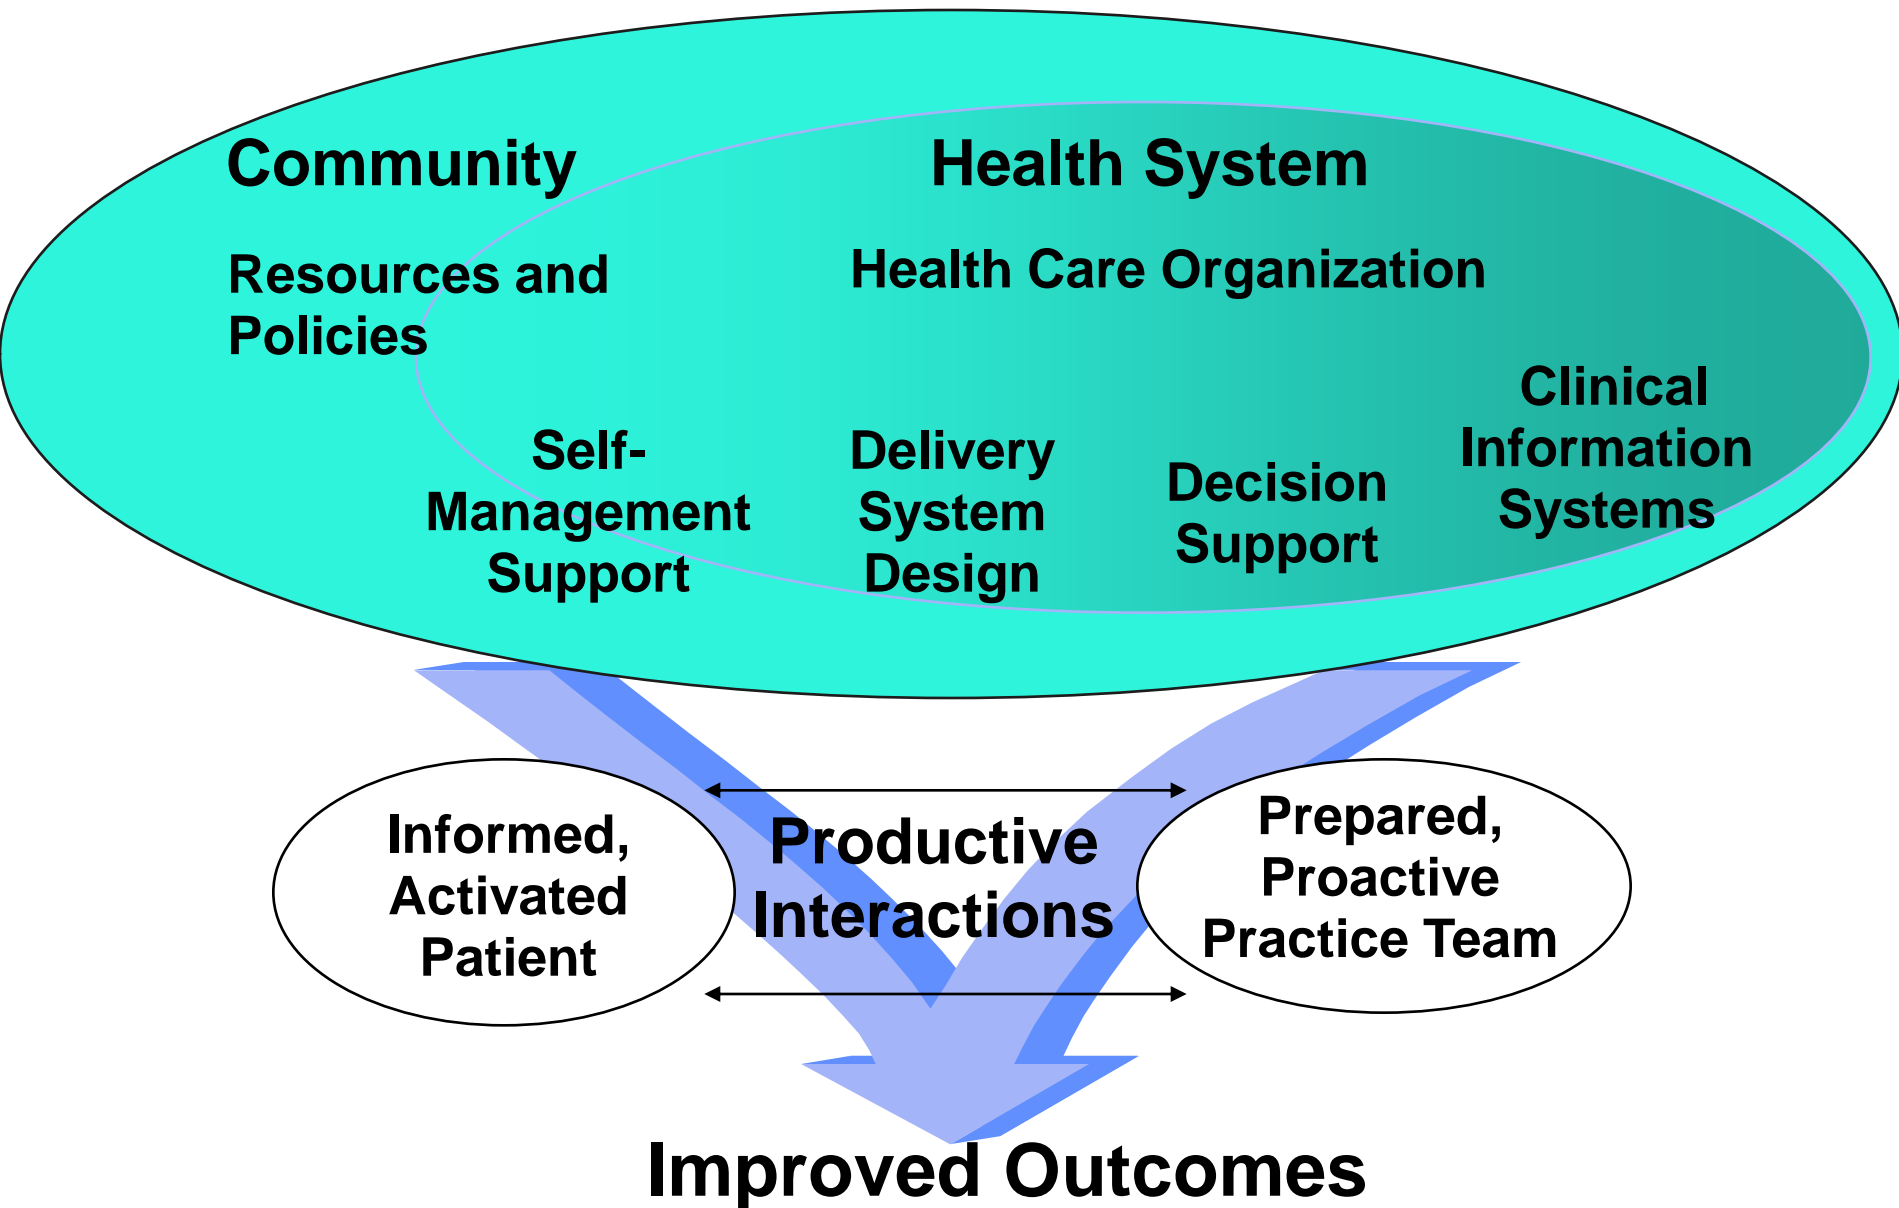 Community
Health System
Resources and
Policies
Health Care Organization
Self-
Management
Support
Delivery
System
Design
Decision
Support
Clinical
Information
Systems
Informed,
Activated
Patient
Productive
Interactions
Prepared,
Proactive
Practice Team
Improved Outcomes